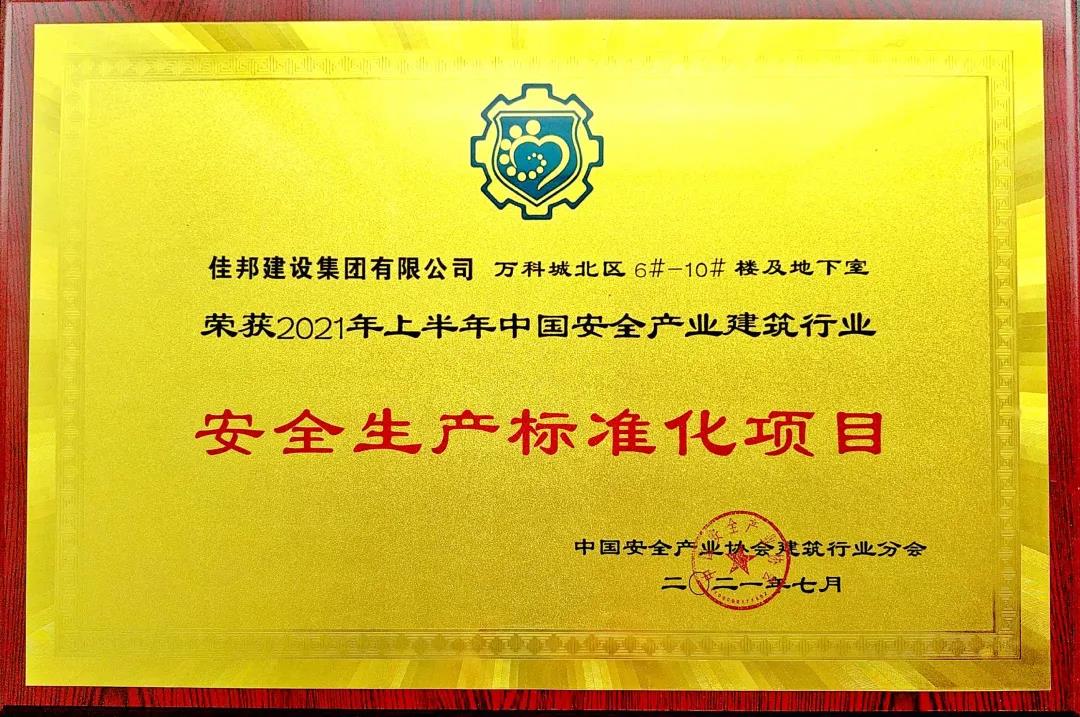 佳邦建设集团有限公司 万科城北区 6#-10# 楼及地下室
荣获2021年上半年中国安全产业建筑行业
安全生产标准化项目
中国安全产业协会建筑行业分会
二〇二一年七月